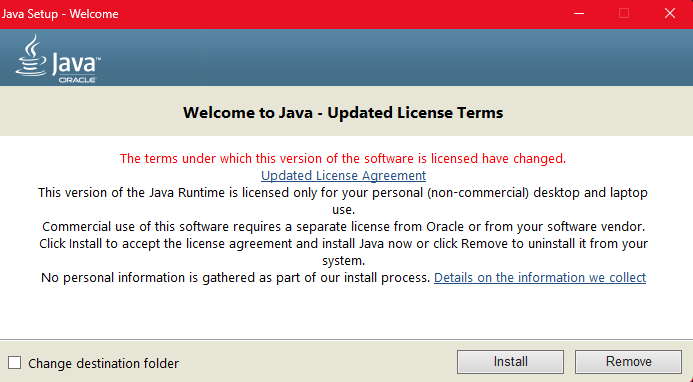 Java Setup - Welcome
Java™
ORACLE
Welcome to Java - Updated License Terms
The terms under which this version of the software is licensed have changed.
Updated License Agreement
This version of the Java Runtime is licensed only for your personal (non-commercial) desktop and laptop
use.
Commercial use of this software requires a separate license from Oracle or from your software vendor.
Click Install to accept the license agreement and install Java now or click Remove to uninstall it from your
system.
No personal information is gathered as part of our install process. Details on the information we collect
Change destination folder
Install
Remove